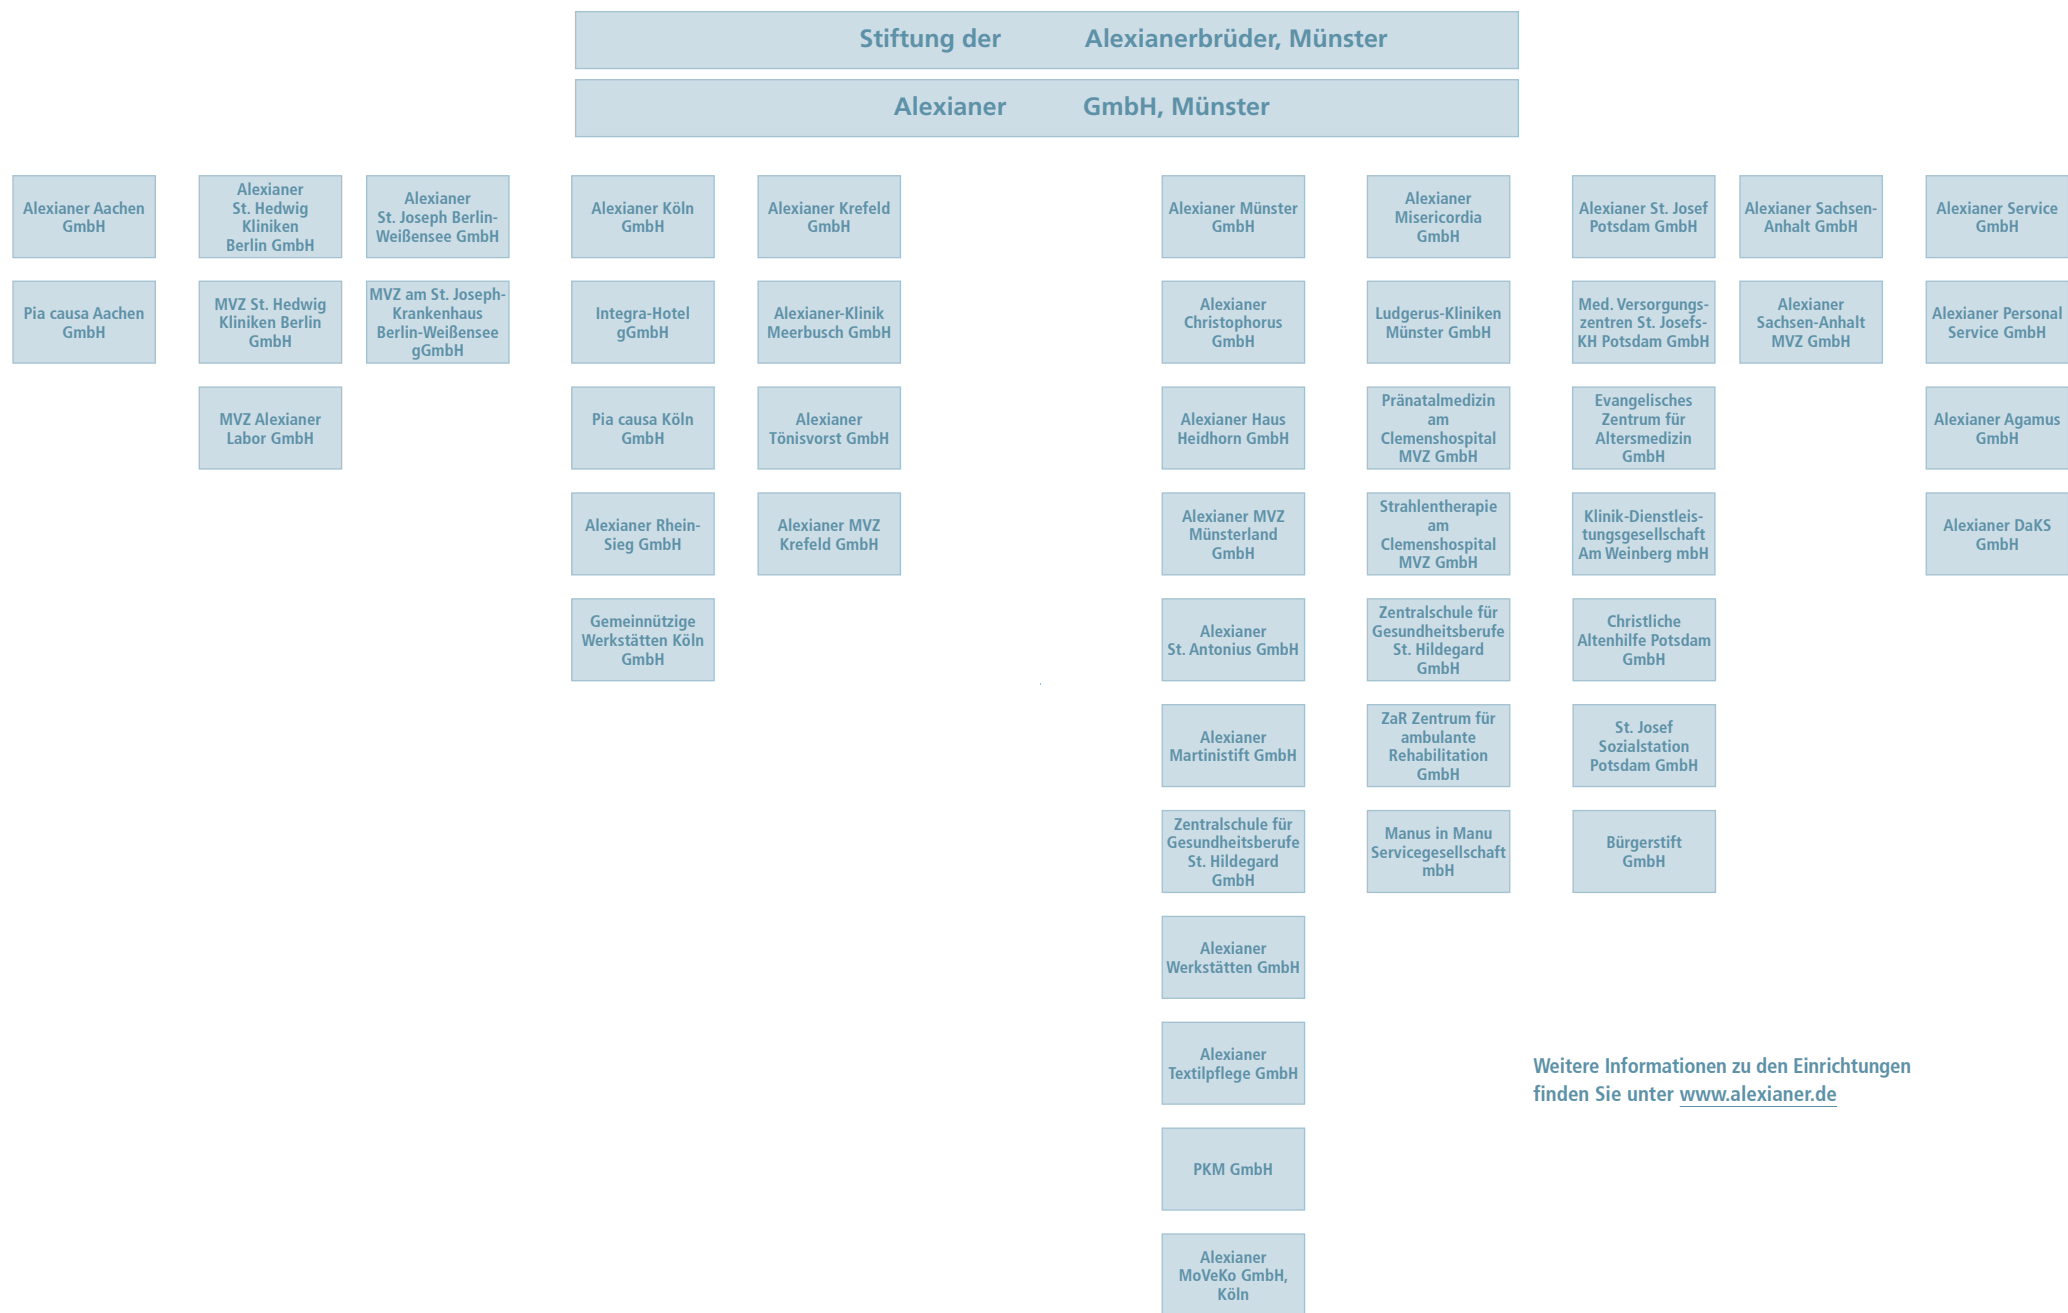 Stiftung der Alexianerbrüder, Münster
Alexianer GmbH, Münster
Alexianer Aachen
GmbH
Pia causa Aachen
GmbH
Alexianer
St. Hedwig
Kliniken
Berlin GmbH
MVZ St. Hedwig
Kliniken Berlin
GmbH
MVZ Alexianer
Labor GmbH
Alexianer
St. Joseph Berlin-
Weißensee GmbH
MVZ am St. Joseph-
Krankenhaus
Berlin-Weißensee
gGmbH
Alexianer Köln
GmbH
Integra-Hotel
gGmbH
Pia causa Köln
GmbH
Alexianer Rhein-
Sieg GmbH
Gemeinnützige
Werkstätten Köln
GmbH
Alexianer Krefeld
GmbH
Alexianer-Klinik
Meerbusch GmbH
Alexianer
Tönisvorst GmbH
Alexianer MVZ
Krefeld GmbH
Alexianer Münster
GmbH
Alexianer
Christophorus
GmbH
Alexianer Haus
Heidhorn GmbH
Alexianer MVZ
Münsterland
GmbH
Alexianer
St. Antonius GmbH
Alexianer
Martinistift GmbH
Zentralschule für
Gesundheitsberufe
St. Hildegard
GmbH
Alexianer
Werkstätten GmbH
Alexianer
Textilpflege GmbH
PKM GmbH
Alexianer
MoVeKo GmbH,
Köln
Alexianer
Misericordia
GmbH
Ludgerus-Kliniken
Münster GmbH
Pränatalmedizin
am
Clemenshospital
MVZ GmbH
Strahlentherapie
am
Clemenshospital
MVZ GmbH
Zentralschule für
Gesundheitsberufe
St. Hildegard
GmbH
ZaR Zentrum für
ambulante
Rehabilitation
GmbH
Manus in Manu
Servicegesellschaft
mbH
Alexianer St. Josef
Potsdam GmbH
Med. Versorgungs-
zentren St. Josefs-
KH Potsdam GmbH
Evangelisches
Zentrum für
Altersmedizin
GmbH
Klinik-Dienstleis-
tungsgesellschaft
Am Weinberg mbH
Christliche
Altenhilfe Potsdam
GmbH
St. Josef
Sozialstation
Potsdam GmbH
Bürgerstift
GmbH
Alexianer Sachsen-
Anhalt GmbH
Alexianer
Sachsen-Anhalt
MVZ GmbH
Alexianer Service
GmbH
Alexianer Personal
Service GmbH
Alexianer Agamus
GmbH
Alexianer DaKS
GmbH
Weitere Informationen zu den Einrichtungen
finden Sie unter www.alexianer.de